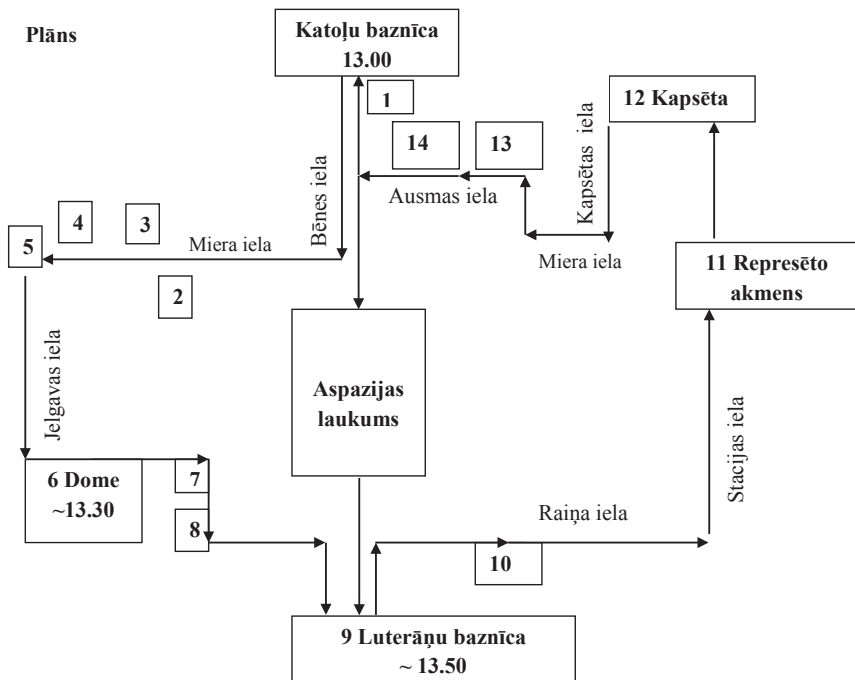 Plāns
Katoļu baznīca
13.00
1
12 Kapsēta
14
13
Ausmas iela
Kapsētas iela
Bēnes iela
4
3
5
Miera iela
Miera iela
11 Represēto
akmens
2
Jelgavas iela
Aspazijas
laukums
Stacijas iela
6 Dome
~13.30
7
8
Raiņa iela
10
9 Luterāņu baznīca
~ 13.50